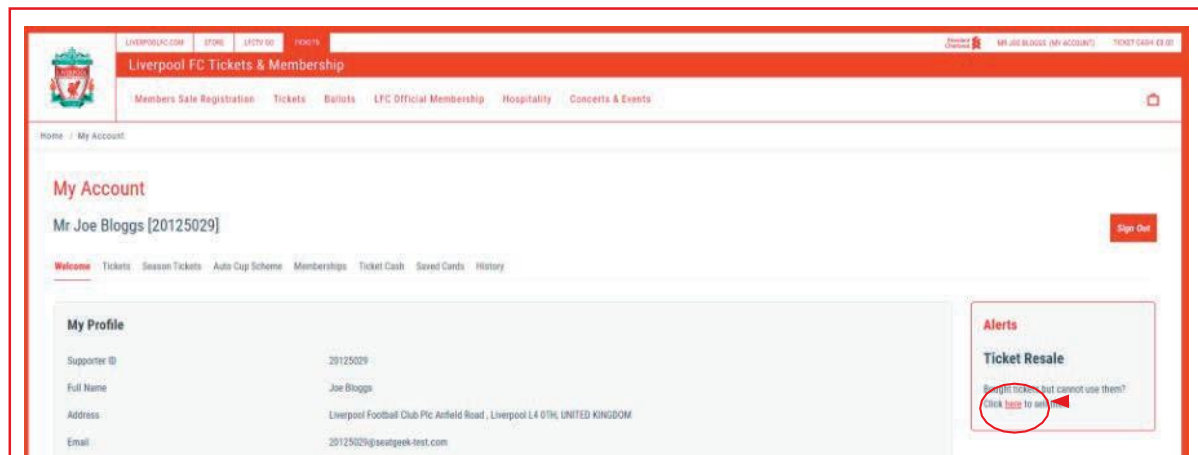 LIVERPOOLFC.COM STORE LFCTV GO TICKETS MR JOE BLOGGS (MY ACCOUNT) TICKET CASH £0.00
Liverpool FC Tickets & Membership
Members Sale Registration Tickets Ballots LFC Official Membership Hospitality Concerts & Events
Home / My Account
My Account
Mr Joe Bloggs [20125029]
Sign Out
Welcome Tickets Season Tickets Auto Cup Scheme Memberships Ticket Cash Saved Cards History
My Profile
Supporter ID 20125029
Full Name Joe Bloggs
Address Liverpool Football Club Plc Anfield Road , Liverpool L4 0TH, UNITED KINGDOM
Email 20125029@seatgeek-test.com
Alerts
Ticket Resale
Bought tickets but cannot use them?
Click here to sell